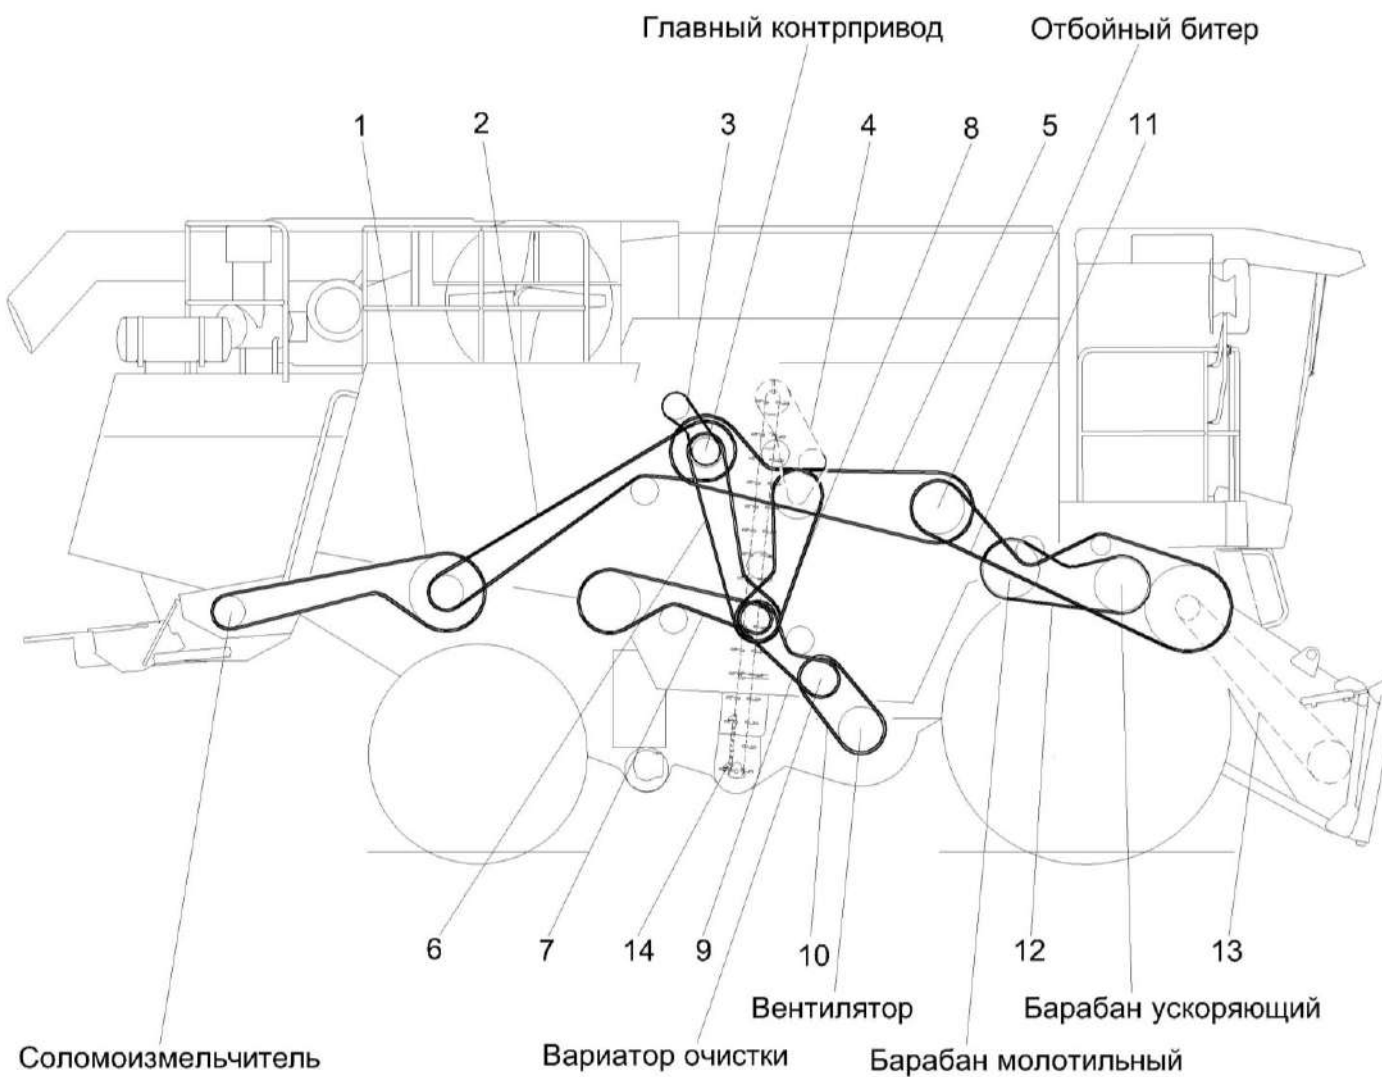 Главный контрпривод
Отбойный битер
1
2
3
4
8
5
11
6
7
14
9
10
12
13
Вентилятор
Барабан ускоряющий
Соломоизмельчитель
Вариатор очистки
Барабан молотильный